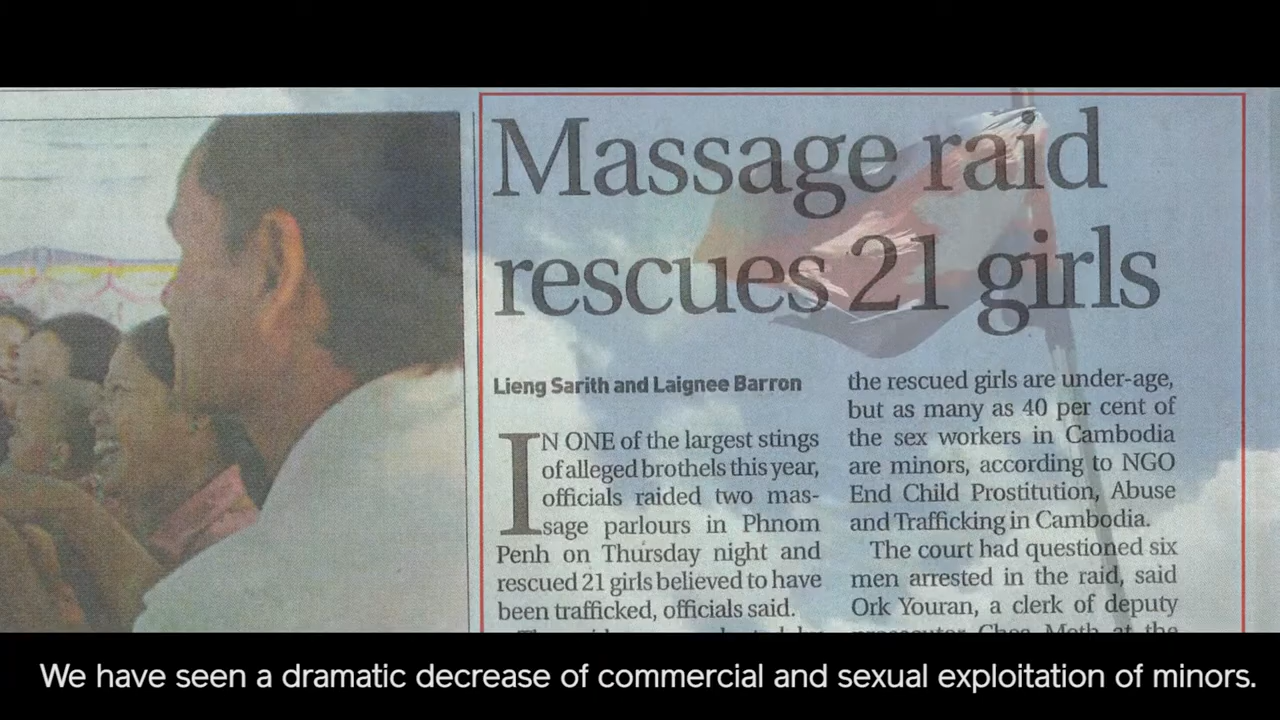 Massage raid
rescues 21 girls
Lieng Sarith and Laignee Barron
IN ONE of the largest stings
of alleged brothels this year,
officials raided two mas-
sage parlours in Phnom
Penh on Thursday night and
rescued 21 girls believed to have
been trafficked, officials said.
the rescued girls are under-age,
but as many as 40 per cent of
the sex workers in Cambodia
are minors, according to NGO
End Child Prostitution, Abuse
and Trafficking in Cambodia.
The court had questioned six
men arrested in the raid, said
Ork Youran, a clerk of deputy
at the
We have seen a dramatic decrease of commercial and sexual exploitation of minors.